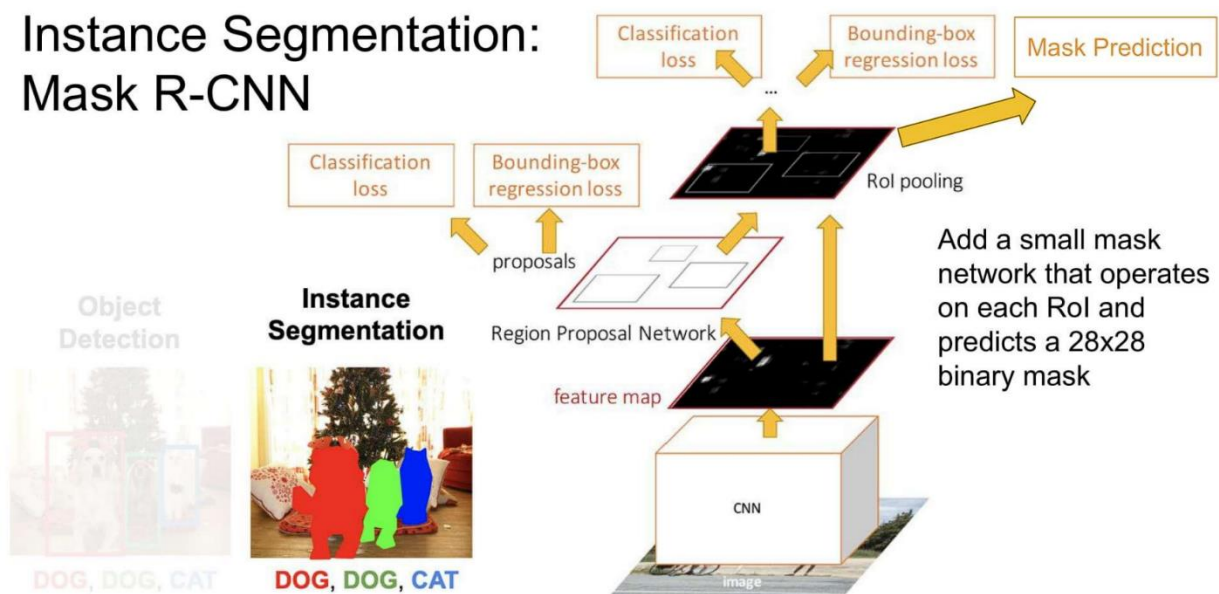 Instance Segmentation:
Mask R-CNN
Classification
loss
Bounding-box
regression loss
Mask Prediction
...
Classification
loss
Bounding-box
regression loss
RoI pooling
proposals
Add a small mask
network that operates
on each RoI and
predicts a 28x28
binary mask
Object
Detection
Instance
Segmentation
Region Proposal Network
feature map
CNN
image
DOG, DOG, CAT
DOG, DOG, CAT